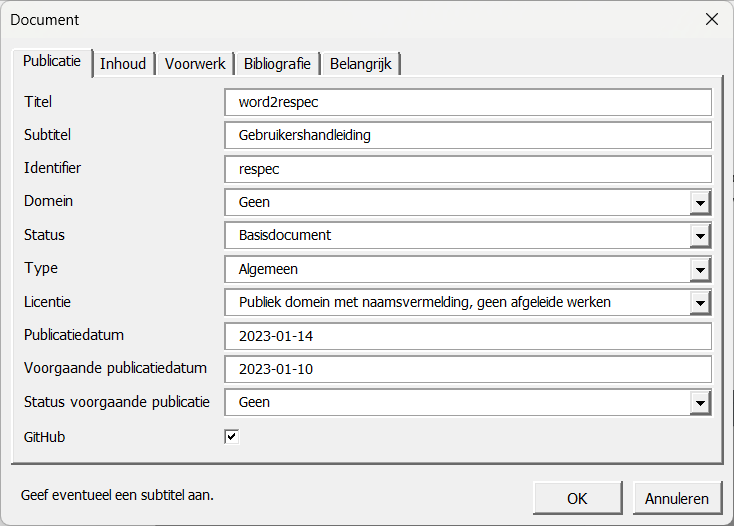 Document
Publicatie Inhoud Voorwerk Bibliografie Belangrijk
Titel word2respec
Subtitel Gebruikershandleiding
Identifier respec
Domein Geen
Status Basisdocument
Type Algemeen
Licentie Publiek domein met naamsvermelding, geen afgeleide werken
Publicatiedatum 2023-01-14
Voorgaande publicatiedatum 2023-01-10
Status voorgaande publicatie Geen
GitHub
Geef eventueel een subtitel aan. OK Annuleren